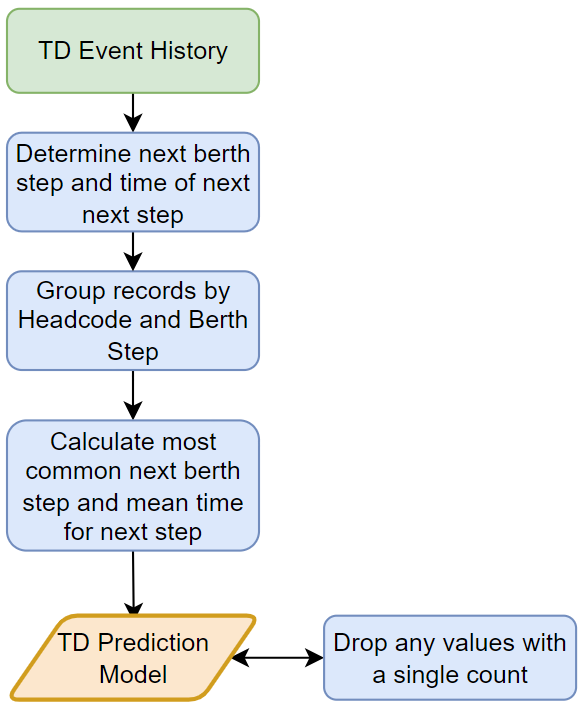 TD Event History
Determine next berth
step and time of next
next step
Group records by
Headcode and Berth
Step
Calculate most
common next berth
step and mean time
for next step
TD Prediction
Model
Drop any values with
a single count